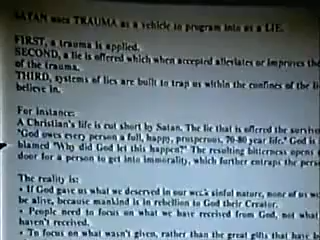 SATAN uses TRAUMA as a vehicle to program into us a LIE.
FIRST, a trauma is applied.
SECOND, a lie is offered which when accepted alleviates or improves the
of the trauma.
THIRD, systems of lies are built to trap us within the confines of the
believe in.
For instance:
A Christian's life is cut short by Satan. The lie that is offered the
"God owes every person a full, happy, prosperous, 70-80 year life." God is
blamed "Why did God let this happen?" The resulting bitterness opens
door for a person to get into immorality, which further entraps the
The reality is:
• If God gave us what we deserved in our sinful nature, none of us
be alive, because mankind is in rebellion to God their Creator.
• People need to focus on what we have received from God, not what
haven't received.
• To focus on what wasn't given, rather than the great gifts that have